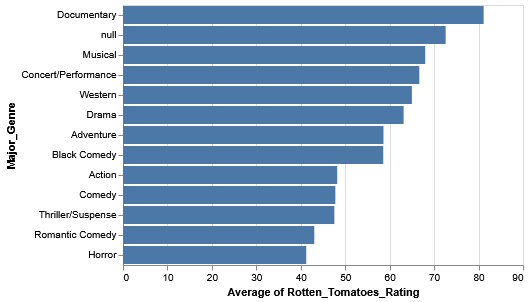 Documentary
null
Musical
Concert/Performance
Western
Drama
Adventure
Black Comedy
Action
Comedy
Thriller/Suspense
Romantic Comedy
Horror
Major_Genre
0 10 20 30 40 50 60 70 80 90
Average of Rotten_Tomatoes_Rating